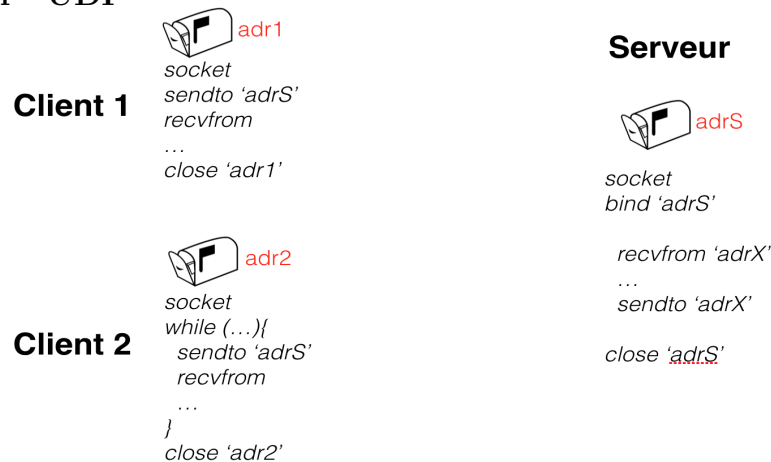 adr1
Client 1
socket
sendto ‘adrS’
recvfrom
…
close ‘adr1’
adr2
Client 2
socket
while (…){
sendto ‘adrS’
recvfrom
…
}
close ‘adr2’
Serveur
adrS
socket
bind ‘adrS’
recvfrom ‘adrX’
…
sendto ‘adrX’
close ‘adrS’